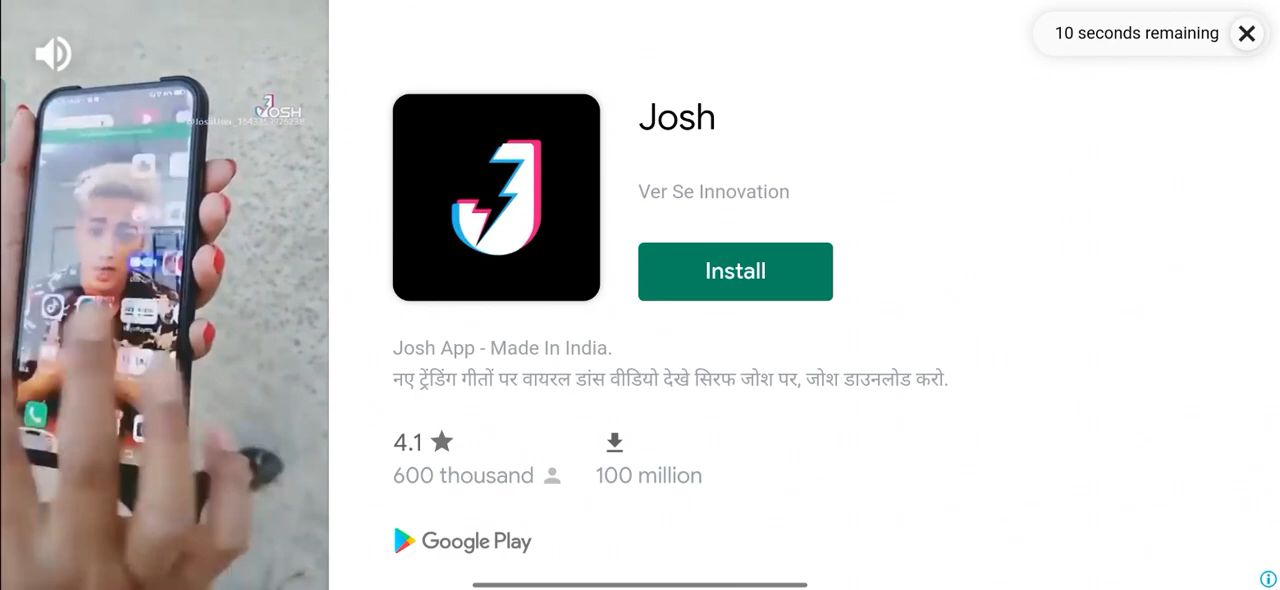 10 seconds remaining
JOSH
Josh
Ver Se Innovation
Install
Josh App - Made In India.
नए ट्रेंडिंग गीतों पर वायरल डांस वीडियो देखे सिरफ जोश पर, जोश डाउनलोड करो.
4.1
600 thousand
100 million
Google Play